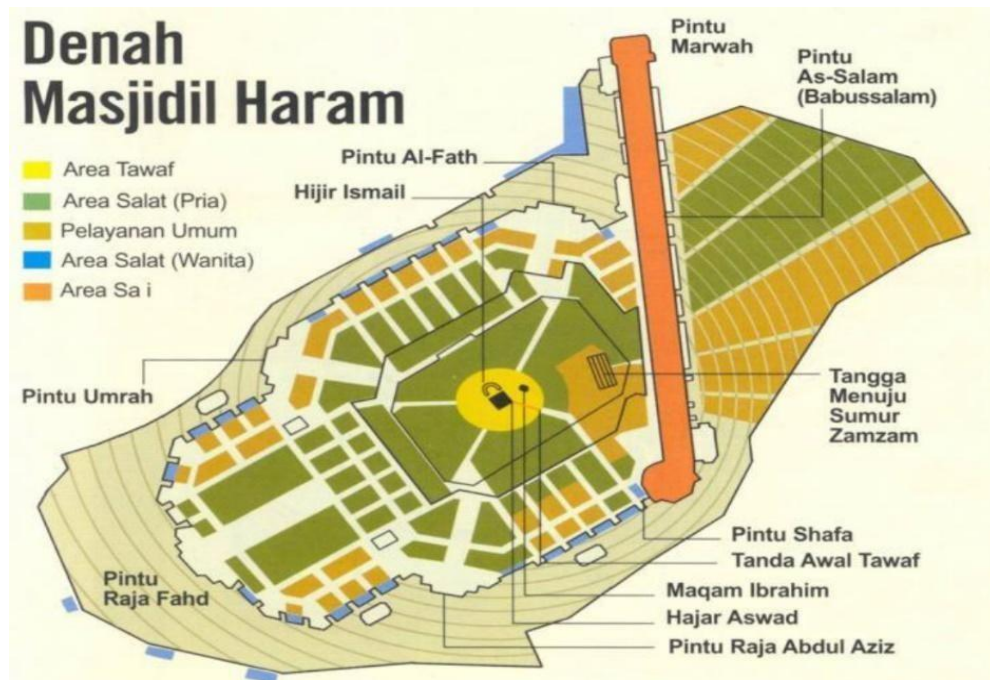 Denah
Masjidil Haram
Area Tawaf
Area Salat (Pria)
Pelayanan Umum
Area Salat (Wanita)
Area Sa i
Pintu
Marwah
Pintu
As-Salam
(Babussalam)
Pintu Al-Fath
Hijir Ismail
Pintu Umrah
Tangga
Menuju
Sumur
Zamzam
Pintu
Raja Fahd
Pintu Shafa
Tanda Awal Tawaf
Maqam Ibrahim
Hajar Aswad
Pintu Raja Abdul Aziz